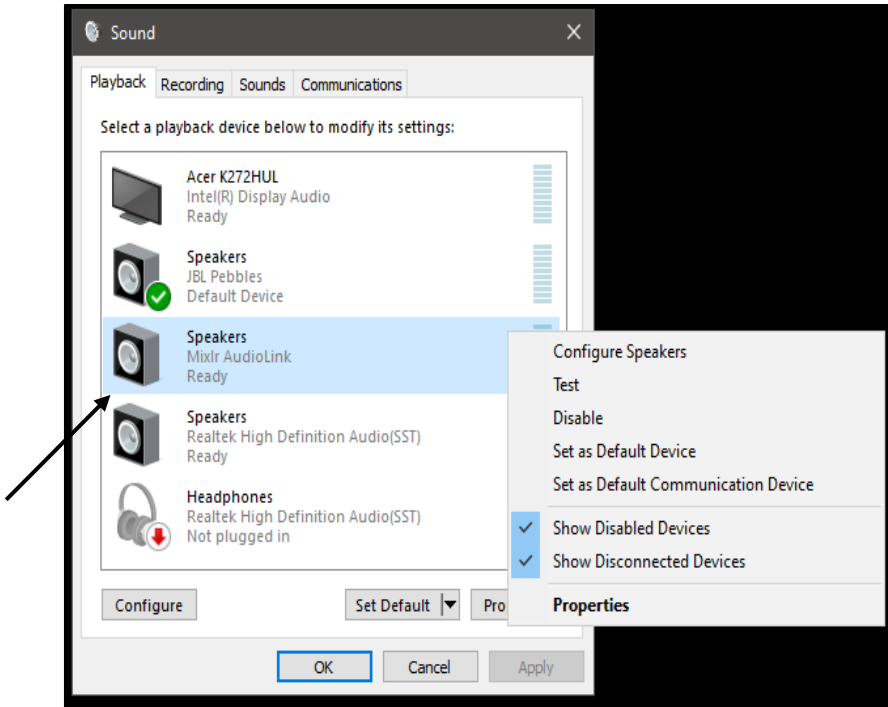 Sound
Playback Recording Sounds Communications
Select a playback device below to modify its settings:
Acer K272HUL
Intel(R) Display Audio
Ready
Speakers
JBL Pebbles
Default Device
Speakers
Mixlr AudioLink
Ready
Speakers
Realtek High Definition Audio(SST)
Ready
Headphones
Realtek High Definition Audio(SST)
Not plugged in
Configure Set Default Pro
OK Cancel Apply
Configure Speakers
Test
Disable
Set as Default Device
Set as Default Communication Device
Show Disabled Devices
Show Disconnected Devices
Properties